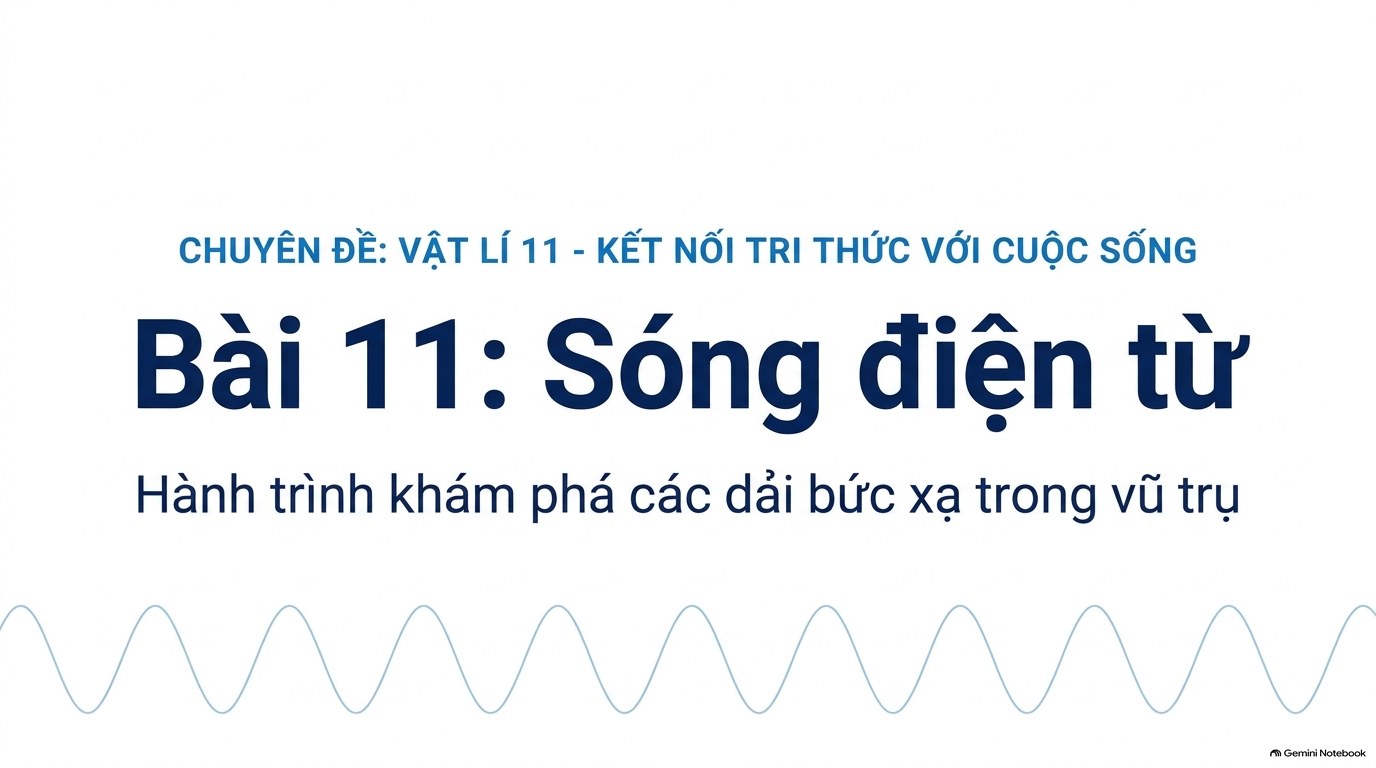 CHUYÊN ĐỀ: VẬT LÍ 11 - KẾT NỐI TRI THỨC VỚI CUỘC SỐNG
Bài 11: Sóng điện từ
Hành trình khám phá các dải bức xạ trong vũ trụ
Gemini Notebook